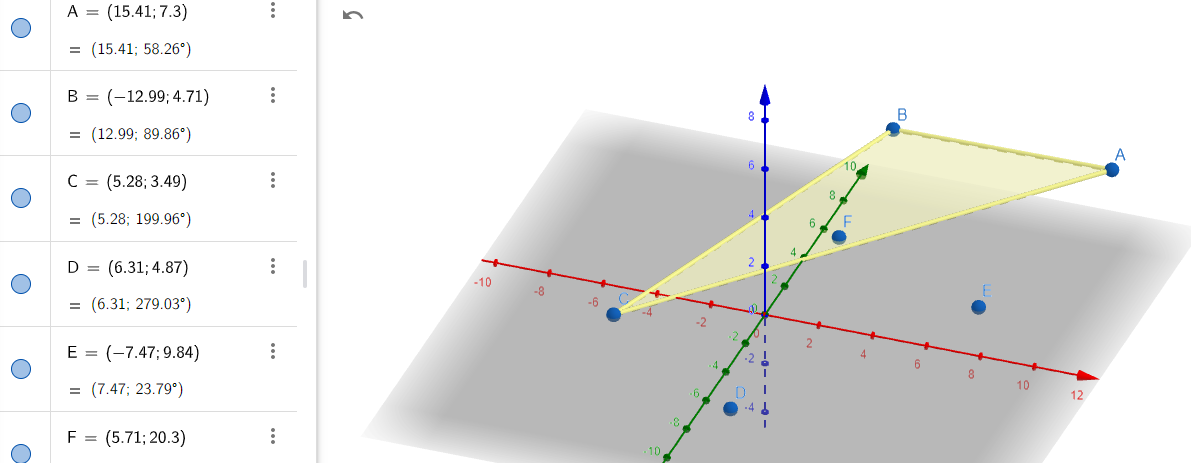 A = (15.41; 7.3)
= (15.41; 58.26°)
B = (−12.99; 4.71)
= (12.99; 89.86°)
C = (5.28; 3.49)
= (5.28; 199.96°)
D = (6.31; 4.87)
= (6.31; 279.03°)
E = (−7.47; 9.84)
= (7.47; 23.79°)
F = (5.71; 20.3)
8
6
4
2
0
-2
-4
10
8
6
4
2
0
-2
-4
-6
-8
-10
-10
-8
-6
-4
-2
0
2
4
6
8
10
12
B
A
F
C
E
D